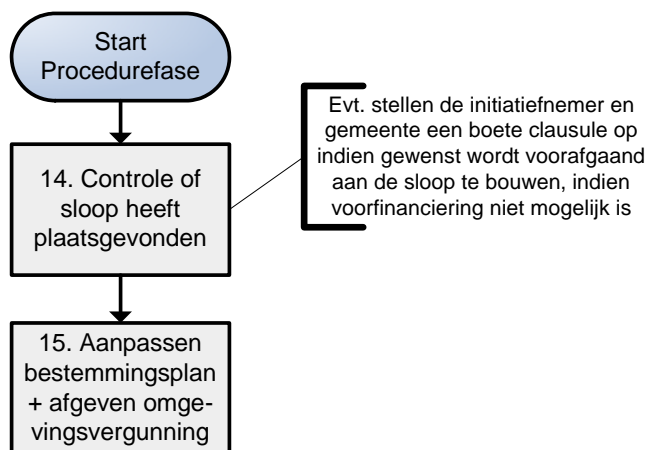 Start
Procedurefase
14. Controle of
sloop heeft
plaatsgevonden
Evt. stellen de initiatiefnemer en
gemeente een boete clausule op
indien gewenst wordt voorafgaand
aan de sloop te bouwen, indien
voorfinanciering niet mogelijk is
15. Aanpassen
bestemmingsplan
+ afgeven omge-
vingsvergunning